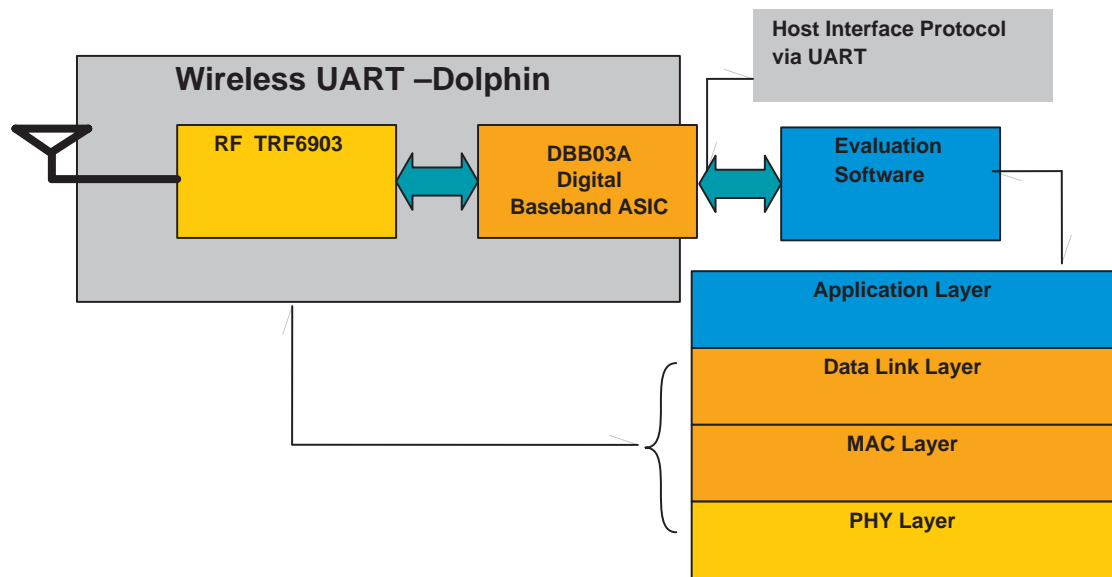 Host Interface Protocol
via UART
Wireless UART –Dolphin
RF TRF6903
DBB03A
Digital
Baseband ASIC
Evaluation
Software
Application Layer
Data Link Layer
MAC Layer
PHY Layer